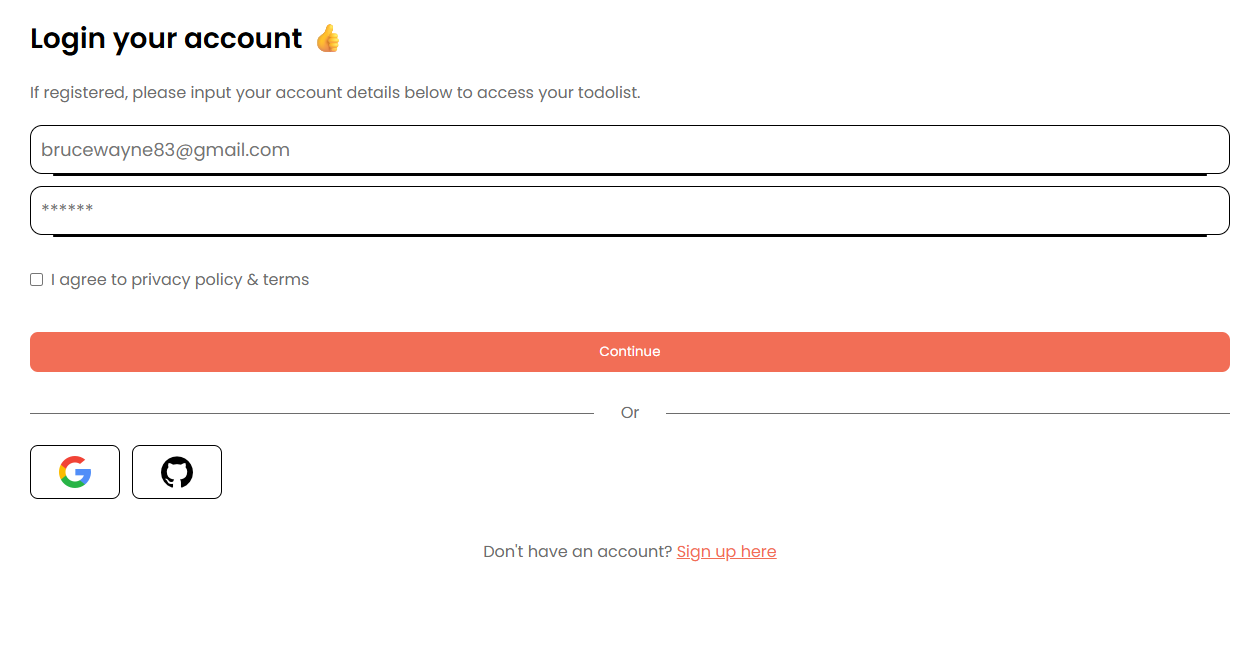 Login your account 👍
If registered, please input your account details below to access your todolist.
brucewayne83@gmail.com
******
I agree to privacy policy & terms
Continue
Or
Don't have an account? Sign up here